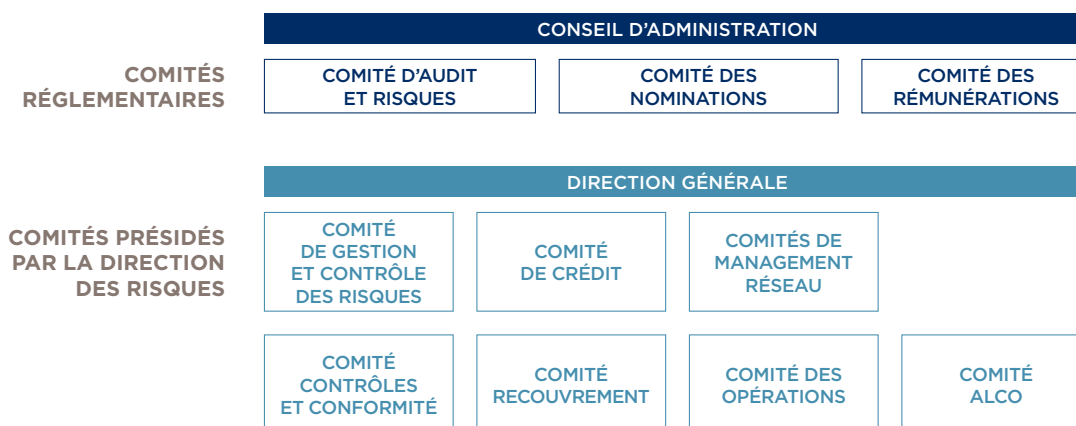 CONSEIL D’ADMINISTRATION
COMITÉS
RÉGLEMENTAIRES
COMITÉ D’AUDIT
ET RISQUES
COMITÉ DES
NOMINATIONS
COMITÉ DES
RÉMUNÉRATIONS
DIRECTION GÉNÉRALE
COMITÉS PRÉSIDÉS
PAR LA DIRECTION
DES RISQUES
COMITÉ
DE GESTION
ET CONTRÔLE
DES RISQUES
COMITÉ
DE CRÉDIT
COMITÉS DE
MANAGEMENT
RÉSEAU
COMITÉ
CONTRÔLES
ET CONFORMITÉ
COMITÉ
RECOUVREMENT
COMITÉ DES
OPÉRATIONS
COMITÉ
ALCO